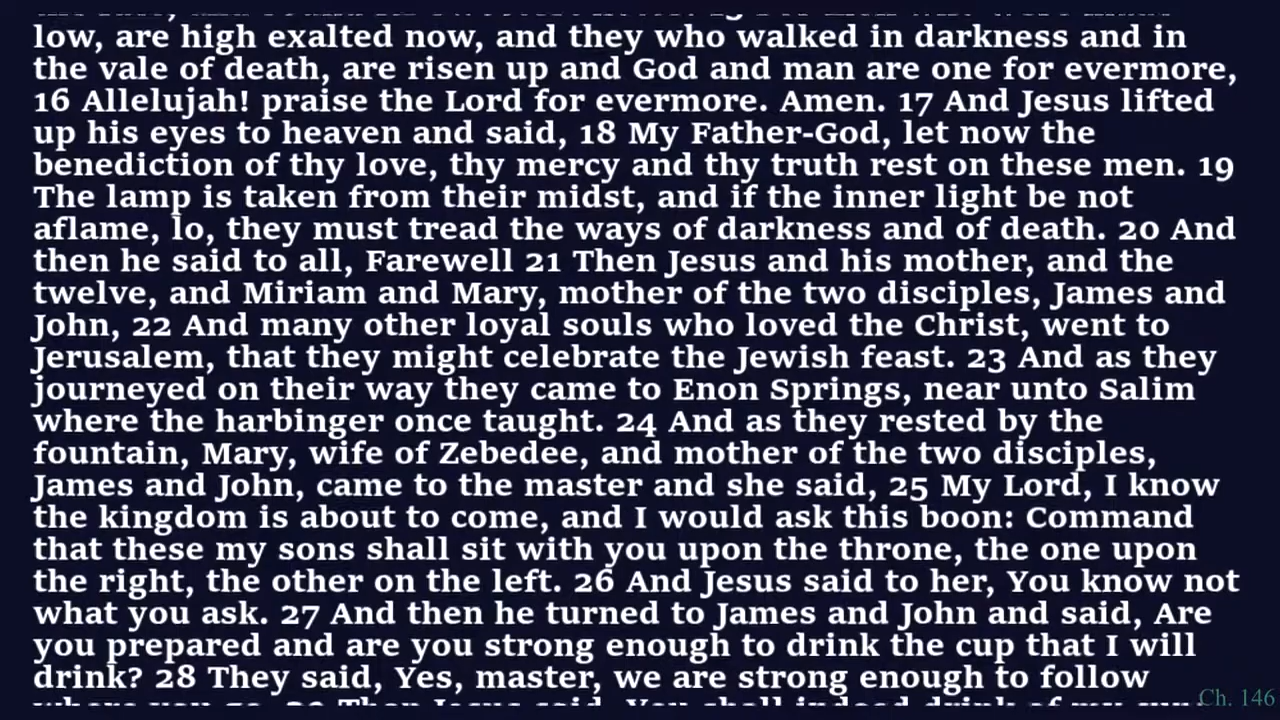 low, are high exalted now, and they who walked in darkness and in
the vale of death, are risen up and God and man are one for evermore,
16 Allelujah! praise the Lord for evermore. Amen. 17 And Jesus lifted
up his eyes to heaven and said, 18 My Father-God, let now the
benediction of thy love, thy mercy and thy truth rest on these men. 19
The lamp is taken from their midst, and if the inner light be not
aflame, lo, they must tread the ways of darkness and of death. 20 And
then he said to all, Farewell 21 Then Jesus and his mother, and the
twelve, and Miriam and Mary, mother of the two disciples, James and
John, 22 And many other loyal souls who loved the Christ, went to
Jerusalem, that they might celebrate the Jewish feast. 23 And as they
journeyed on their way they came to Enon Springs, near unto Salim
where the harbinger once taught. 24 And as they rested by the
fountain, Mary, wife of Zebedee, and mother of the two disciples,
James and John, came to the master and she said, 25 My Lord, I know
the kingdom is about to come, and I would ask this boon: Command
that these my sons shall sit with you upon the throne, the one upon
the right, the other on the left. 26 And Jesus said to her, You know not
what you ask. 27 And then he turned to James and John and said, Are
you prepared and are you strong enough to drink the cup that I will
drink? 28 They said, Yes, master, we are strong enough to follow
where you go. 29 Then Jesus said, You shall indeed drink of my
Ch. 146